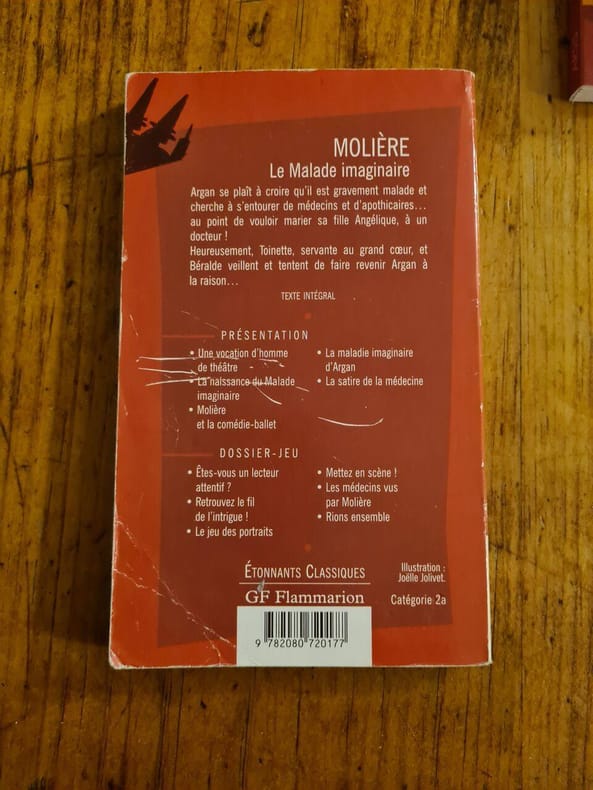 MOLIÈRE
Le Malade imaginaire
Argan se plaît à croire qu'il est gravement malade et
cherche à s'entourer de médecins et d'apothicaires...
au point de vouloir marier sa fille Angélique, à un
docteur !
Heureusement, Toinette, servante au grand cœur, et
Béralde veillent et tentent de faire revenir Argan à
la raison...
TEXTE INTÉGRAL
PRÉSENTATION
• Une vocation d'homme
de théâtre
• La naissance du Malade
imaginaire
• Molière
et la comédie-ballet
• La maladie imaginaire
d'Argan
• La satire de la médecine
DOSSIER-JEU
• Êtes-vous un lecteur
attentif ?
• Retrouvez le fil
de l'intrigue !
• Le jeu des portraits
• Mettez en scène !
• Les médecins vus
par Molière
• Rions ensemble
ÉTONNANTS CLASSIQUES
GF Flammarion
Illustration :
Joëlle Jolivet.
Catégorie 2a
9 782080 720177